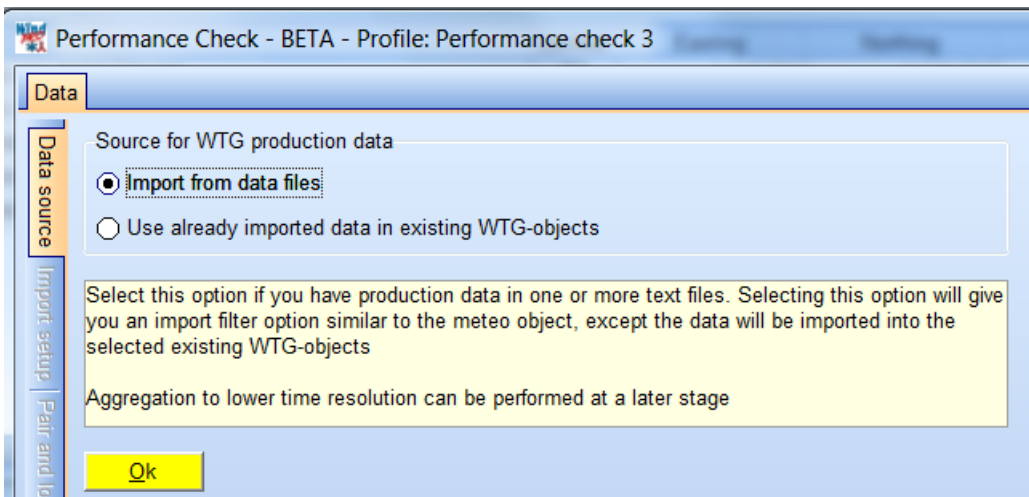 Performance Check - BETA - Profile: Performance check 3
Data
Data source
Source for WTG production data
Import from data files
Use already imported data in existing WTG-objects
Import setup
Select this option if you have production data in one or more text files. Selecting this option will give
you an import filter option similar to the meteo object, except the data will be imported into the
selected existing WTG-objects
Aggregation to lower time resolution can be performed at a later stage
Pair and
Ok